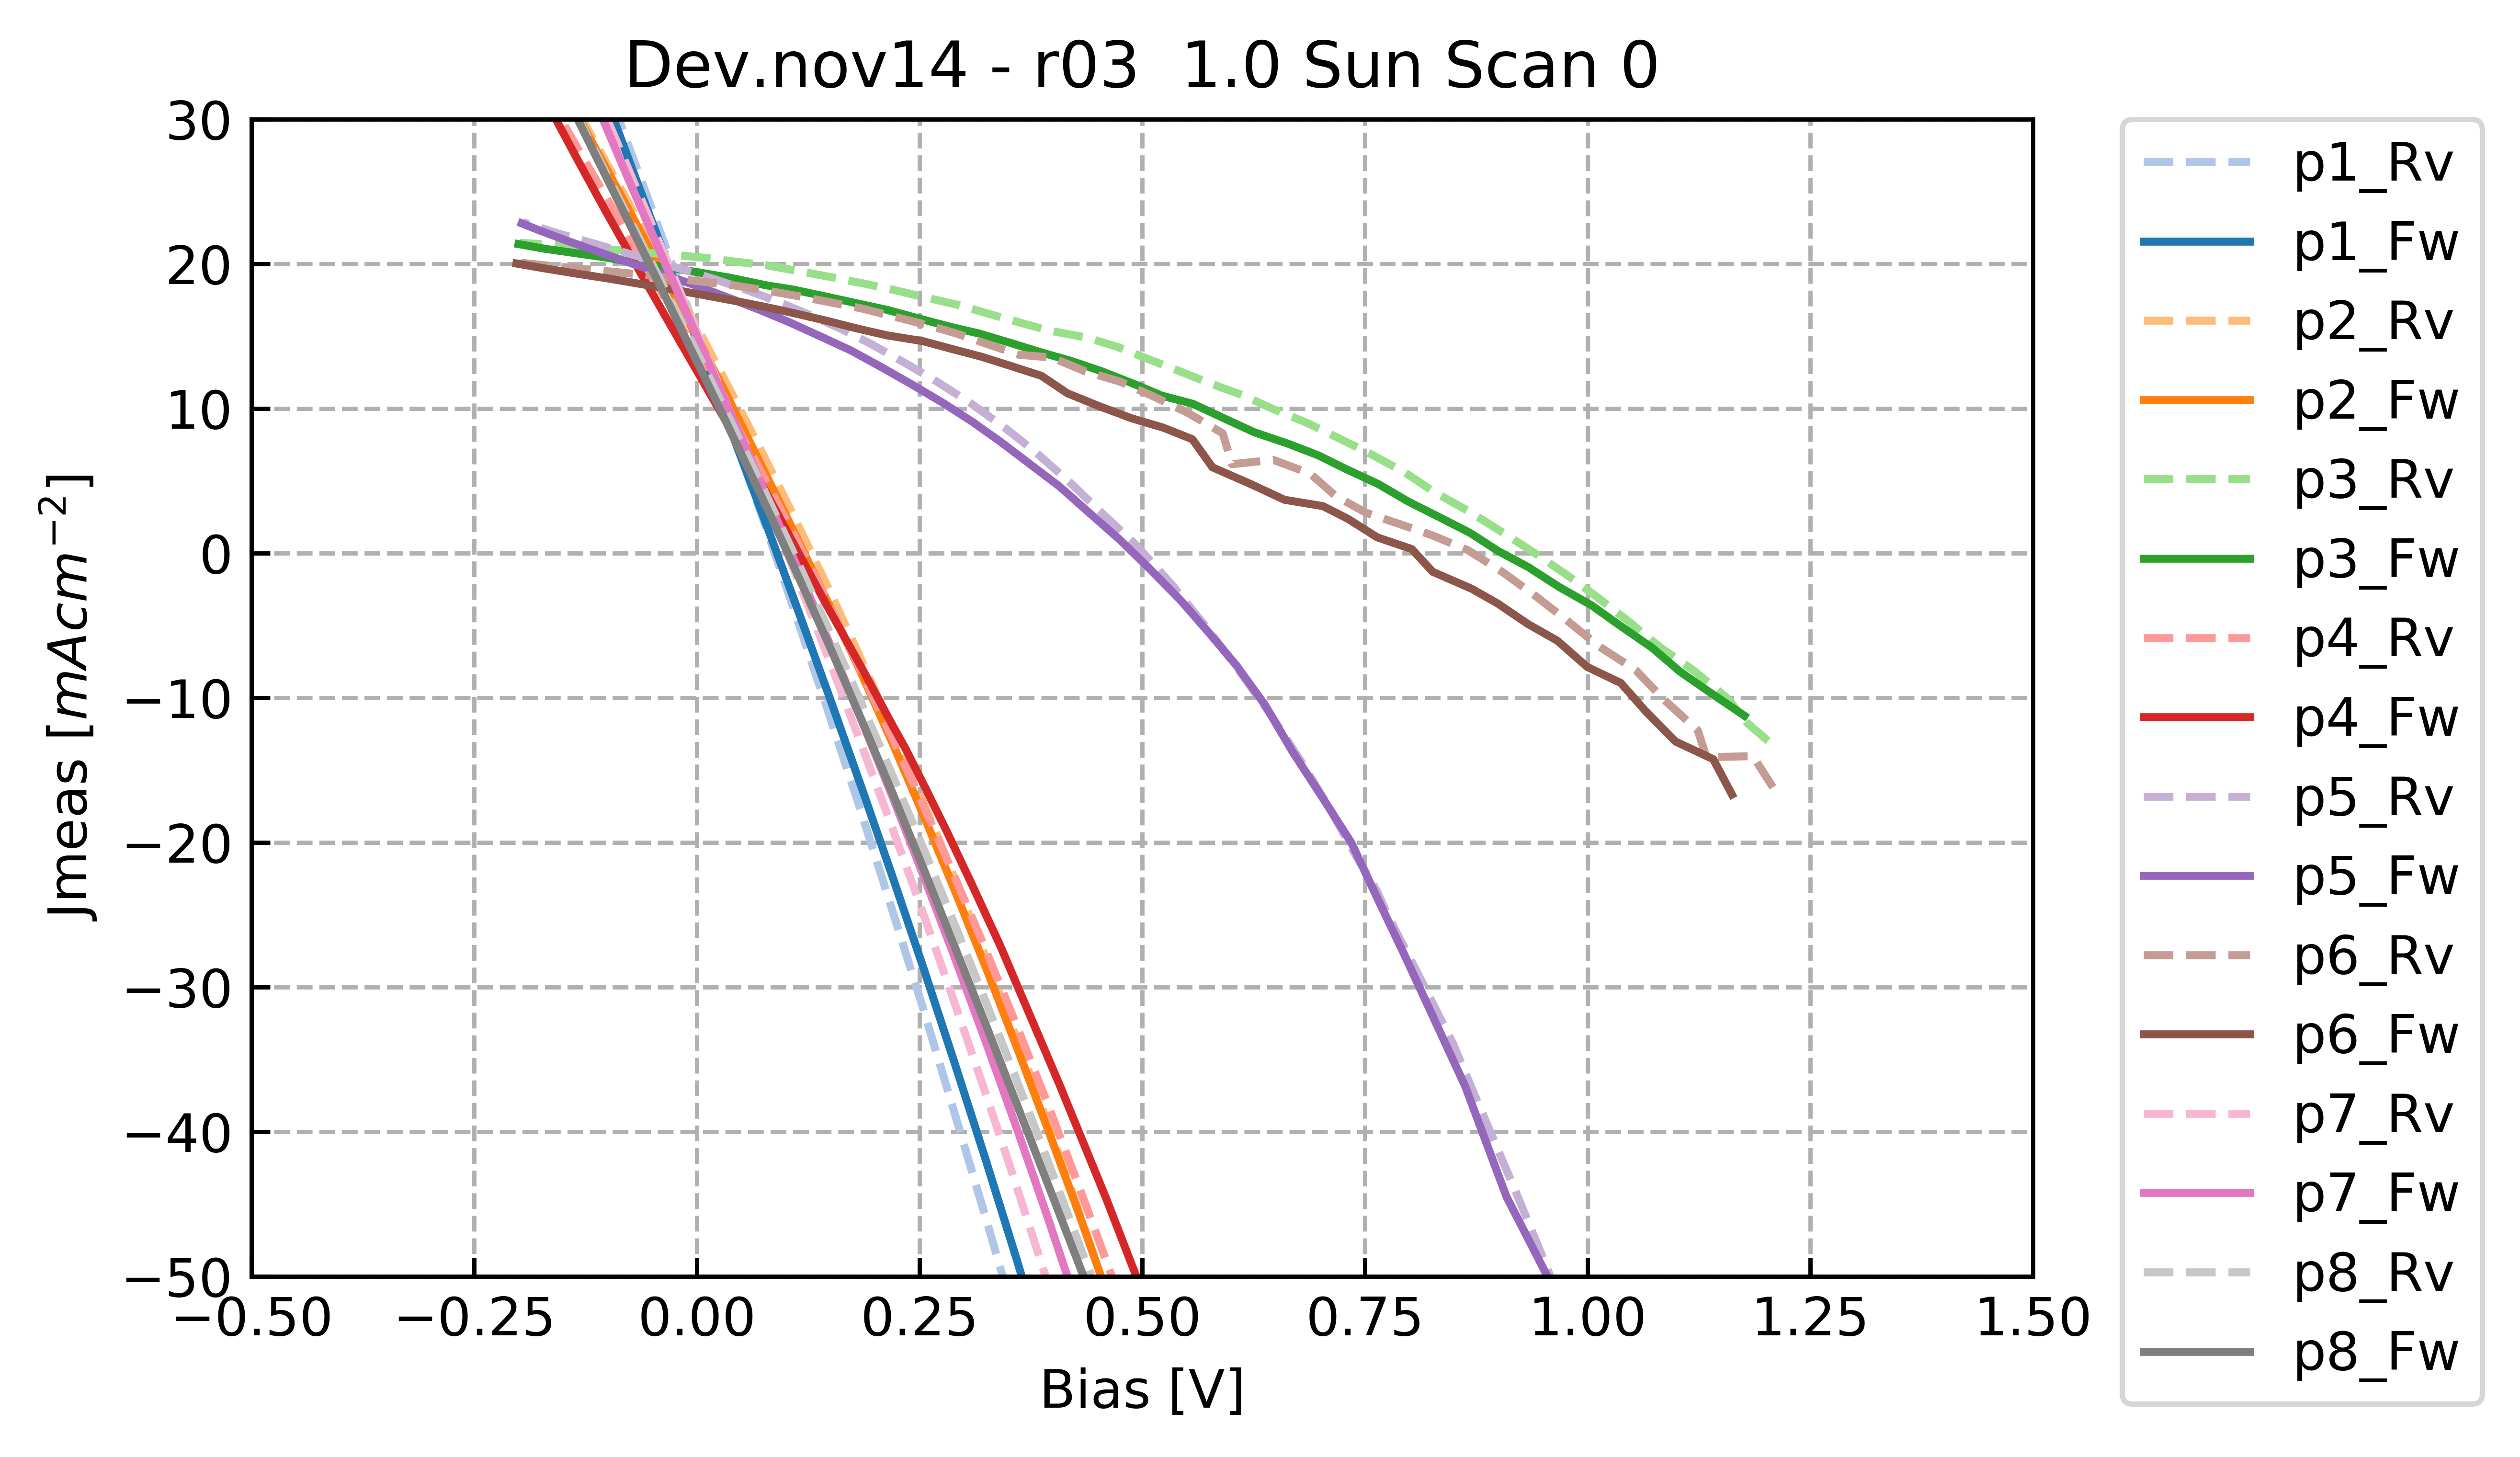 Dev.nov14 - r03  1.0 Sun Scan 0
30
20
10
0
−10
−20
−30
−40
−50
Jmeas [mAcm⁻²]
−0.50
−0.25
0.00
0.25
0.50
0.75
1.00
1.25
1.50
Bias [V]
p1_Rv
p1_Fw
p2_Rv
p2_Fw
p3_Rv
p3_Fw
p4_Rv
p4_Fw
p5_Rv
p5_Fw
p6_Rv
p6_Fw
p7_Rv
p7_Fw
p8_Rv
p8_Fw